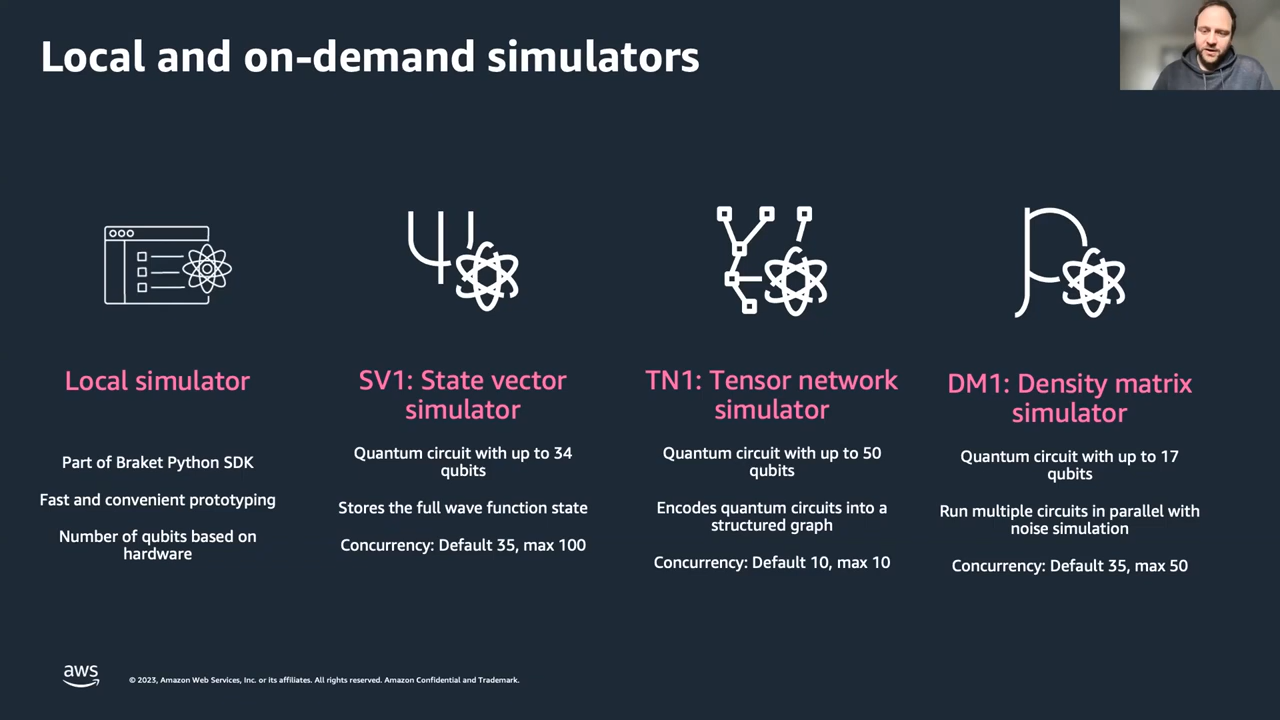 Local and on-demand simulators
Local simulator
Part of Braket Python SDK
Fast and convenient prototyping
Number of qubits based on
hardware
SV1: State vector
simulator
Quantum circuit with up to 34
qubits
Stores the full wave function state
Concurrency: Default 35, max 100
TN1: Tensor network
simulator
Quantum circuit with up to 50
qubits
Encodes quantum circuits into a
structured graph
Concurrency: Default 10, max 10
DM1: Density matrix
simulator
Quantum circuit with up to 17
qubits
Run multiple circuits in parallel with
noise simulation
Concurrency: Default 35, max 50
aws
© 2023, Amazon Web Services, Inc. or its affiliates. All rights reserved. Amazon Confidential and Trademark.